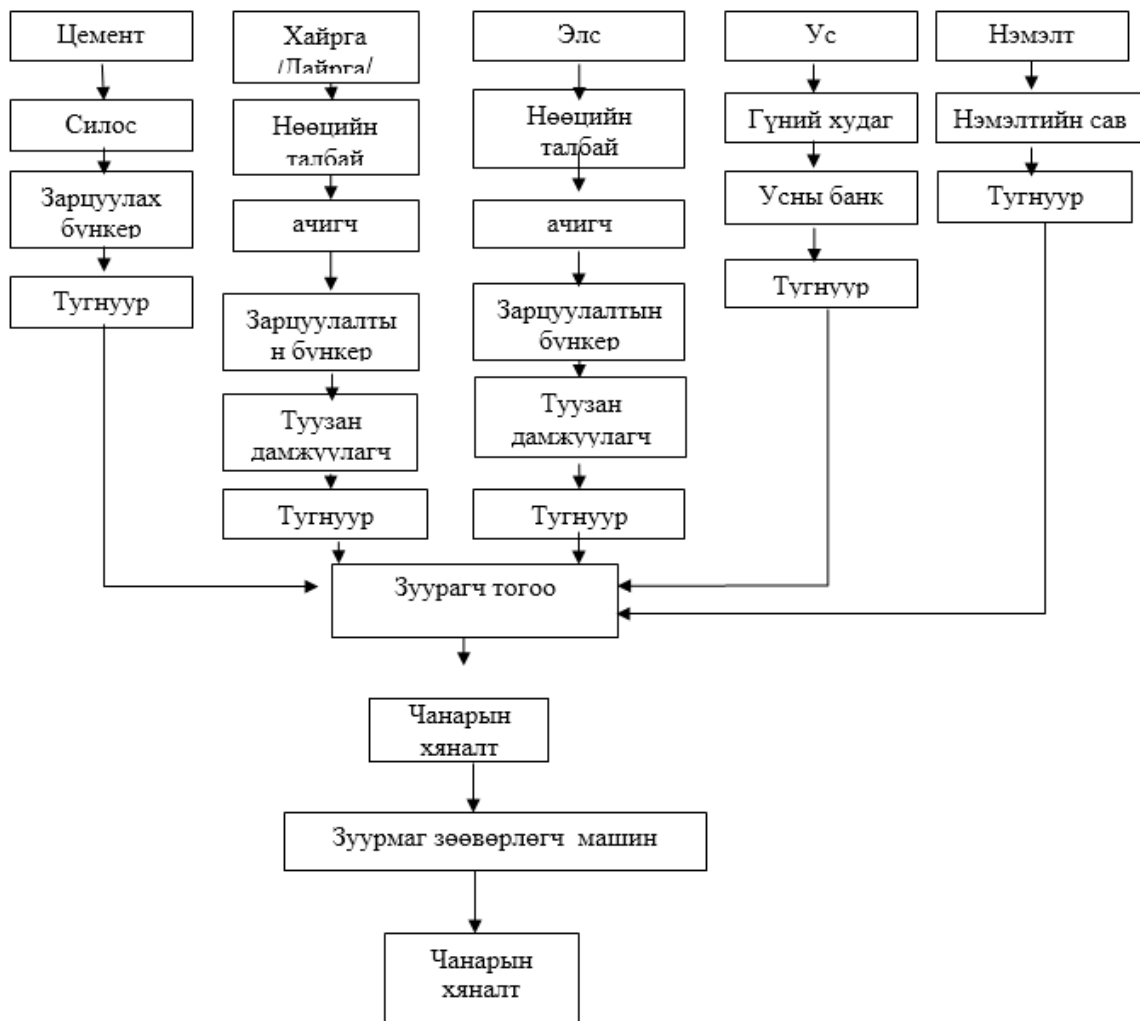 Цемент
Хайрга
/Дайрга/
Элс
Ус
Нэмэлт
Силос
Нөөцийн
талбай
Нөөцийн
талбай
Гүний худаг
Нэмэлтийн сав
Зарцуулах
бүнкер
ачигч
ачигч
Усны банк
Тугнуур
Тугнуур
Зарцуулалты
н бүнкер
Зарцуулалтын
бүнкер
Тугнуур
Туузан
дамжуулагч
Туузан
дамжуулагч
Тугнуур
Тугнуур
Зуурагч тогоо
Чанарын
хяналт
Зуурмаг зөөвөрлөгч машин
Чанарын
хяналт